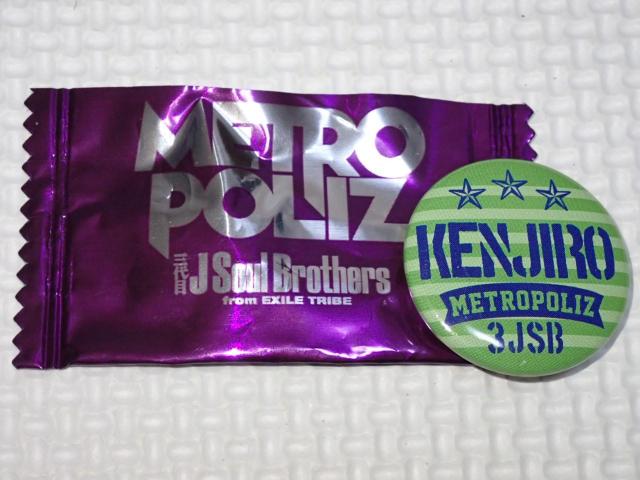 METRO
POLIZ
三代目 J Soul Brothers
from EXILE TRIBE
KENJIRO
METROPOLIZ
3JSB